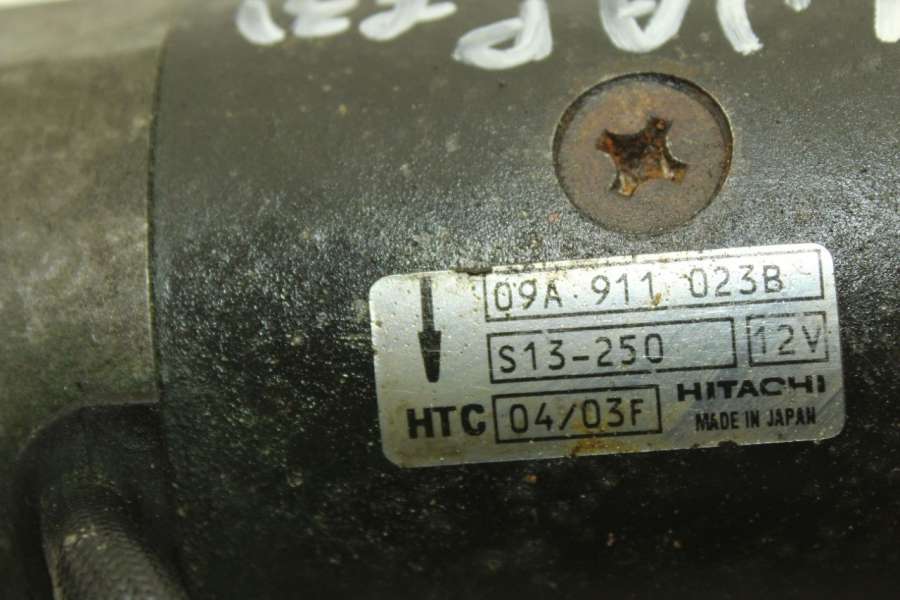 09A 911 023B
S13-250 12V
HTC 04/03F HITACHI
MADE IN JAPAN